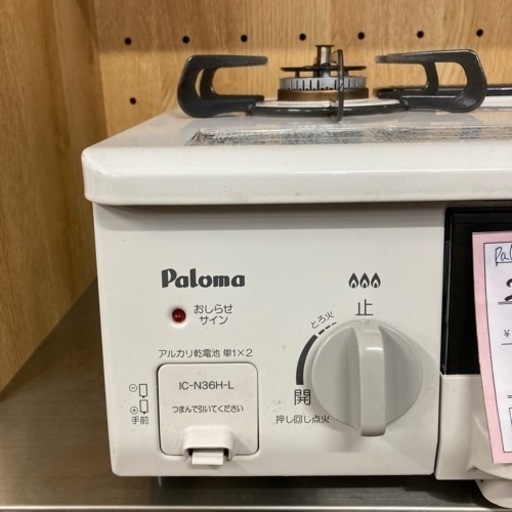 Paloma
おしらせ
サイン
アルカリ乾電池 単1×2
IC-N36H-L
つまんで引いてください
⊖
⊕
手前
止
とろ火
開
押し回し点火
Pal
¥